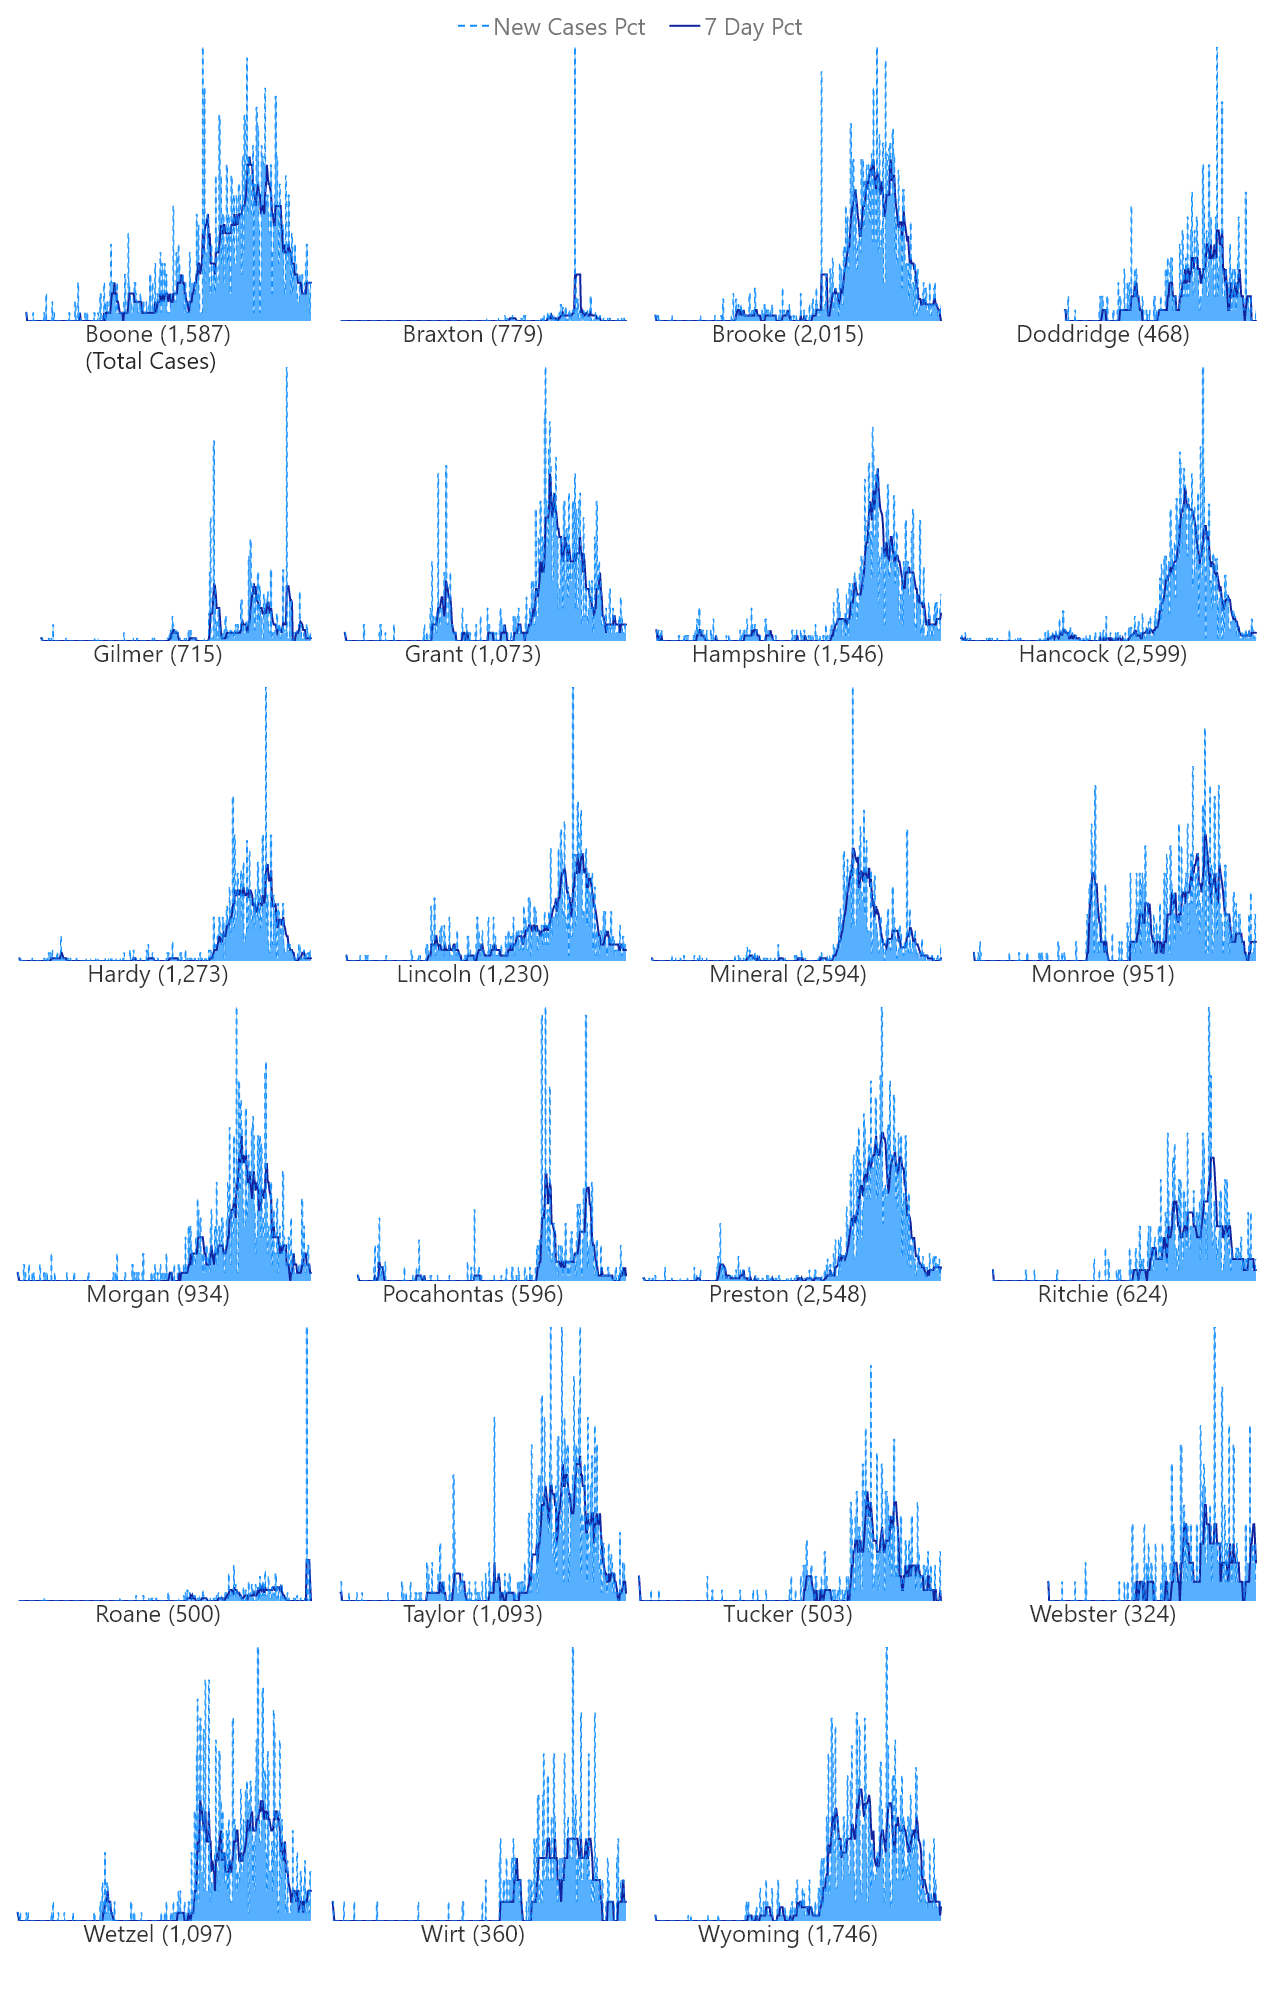 New Cases Pct 7 Day Pct
Boone (1,587) Braxton (779) Brooke (2,015) Doddridge (468)
(Total Cases)
Gilmer (715) Grant (1,073) Hampshire (1,546) Hancock (2,599)
Hardy (1,273) Lincoln (1,230) Mineral (2,594) Monroe (951)
Morgan (934) Pocahontas (596) Preston (2,548) Ritchie (624)
Roane (500) Taylor (1,093) Tucker (503) Webster (324)
Wetzel (1,097) Wirt (360) Wyoming (1,746)